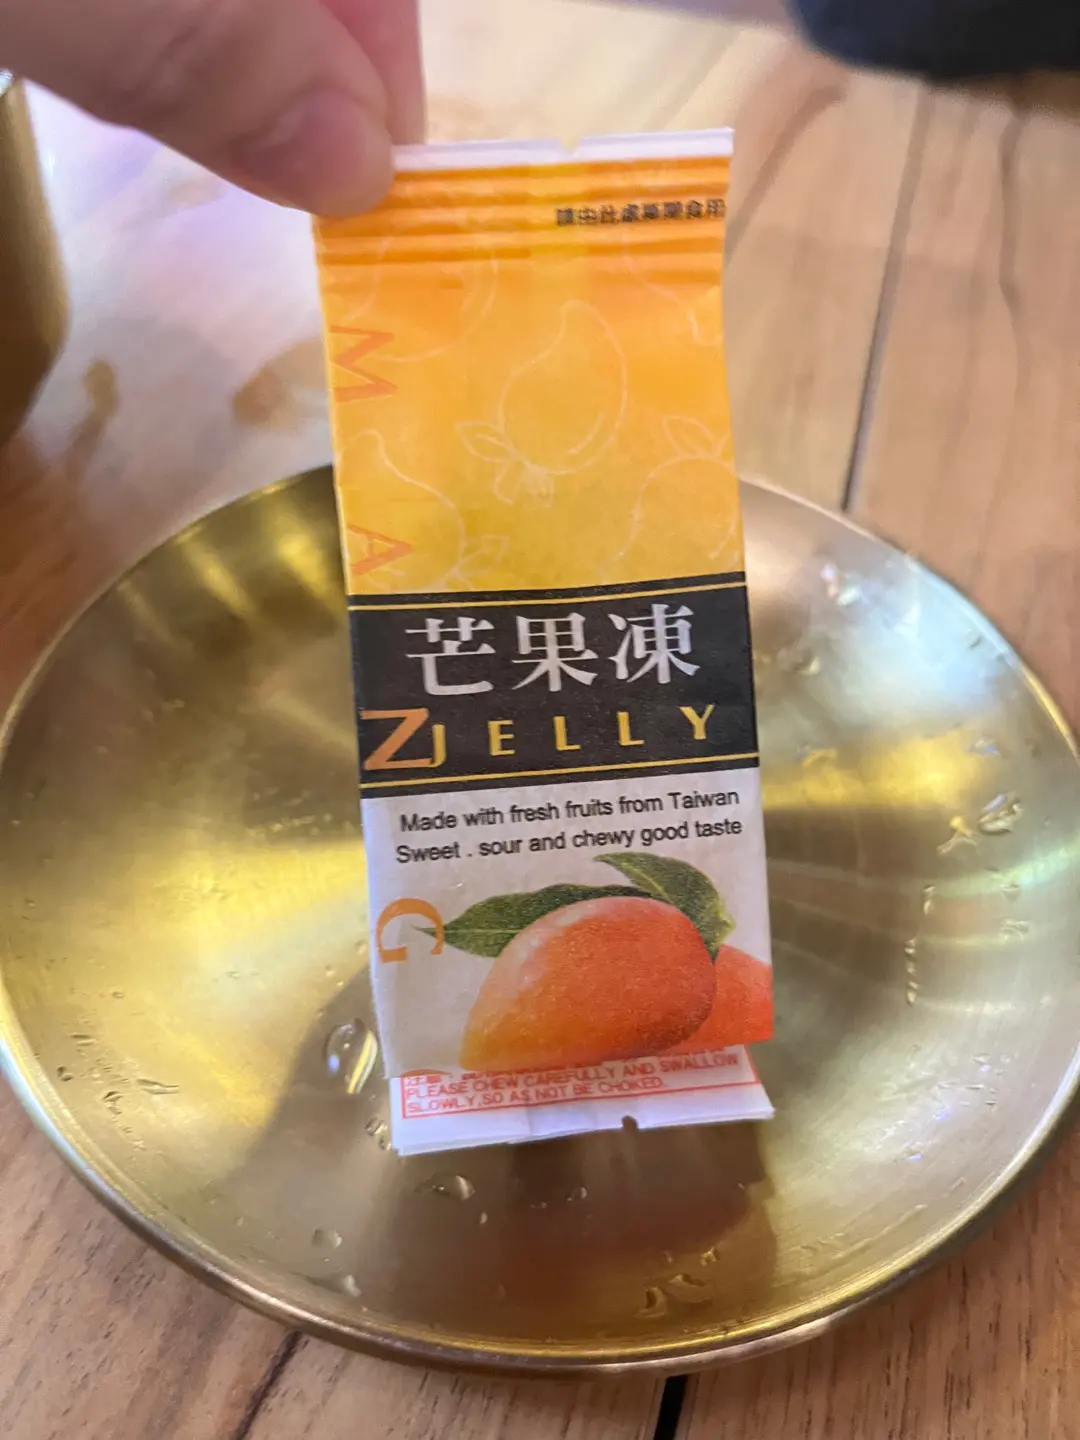 請由此處撕開食用
M
A
芒果凍
Z JELLY
Made with fresh fruits from Taiwan
Sweet . sour and chewy good taste
G
PLEASE CHEW CAREFULLY AND SWALLOW
SLOWLY,SO AS NOT BE CHOKED.